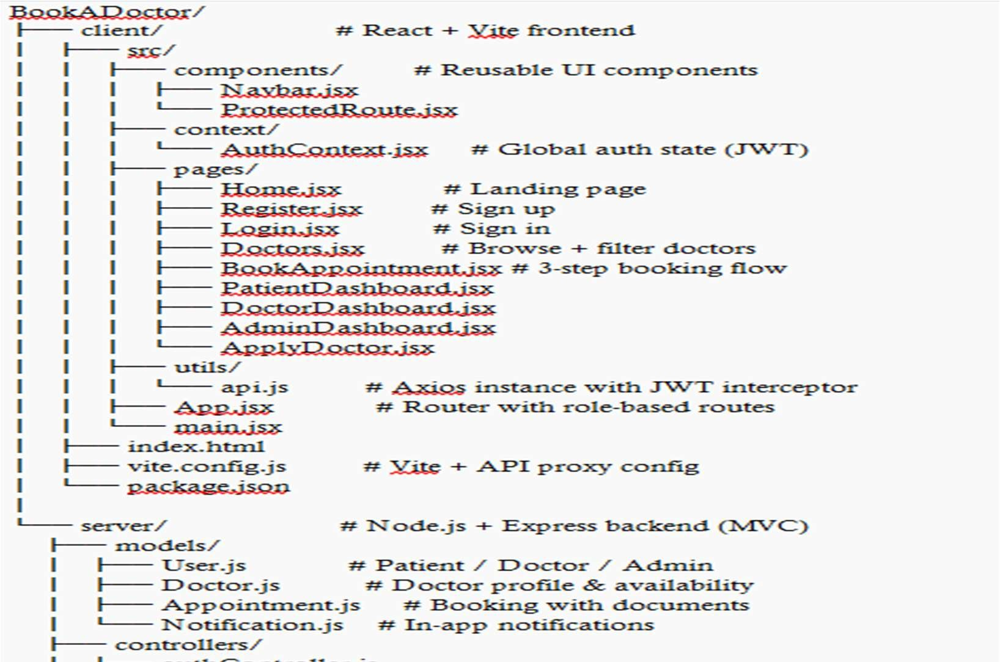 BookADoctor/
├── client/ # React + Vite frontend
│ ├── src/
│ │ ├── components/ # Reusable UI components
│ │ │ ├── Navbar.jsx
│ │ │ └── ProtectedRoute.jsx
│ │ ├── context/
│ │ │ └── AuthContext.jsx # Global auth state (JWT)
│ │ ├── pages/
│ │ │ ├── Home.jsx # Landing page
│ │ │ ├── Register.jsx # Sign up
│ │ │ ├── Login.jsx # Sign in
│ │ │ ├── Doctors.jsx # Browse + filter doctors
│ │ │ ├── BookAppointment.jsx # 3-step booking flow
│ │ │ ├── PatientDashboard.jsx
│ │ │ ├── DoctorDashboard.jsx
│ │ │ ├── AdminDashboard.jsx
│ │ │ └── ApplyDoctor.jsx
│ │ ├── utils/
│ │ │ └── api.js # Axios instance with JWT interceptor
│ │ ├── App.jsx # Router with role-based routes
│ │ └── main.jsx
│ ├── index.html
│ ├── vite.config.js # Vite + API proxy config
│ └── package.json
│
└── server/ # Node.js + Express backend (MVC)
├── models/
│ ├── User.js # Patient / Doctor / Admin
│ ├── Doctor.js # Doctor profile & availability
│ ├── Appointment.js # Booking with documents
│ └── Notification.js # In-app notifications
├── controllers/